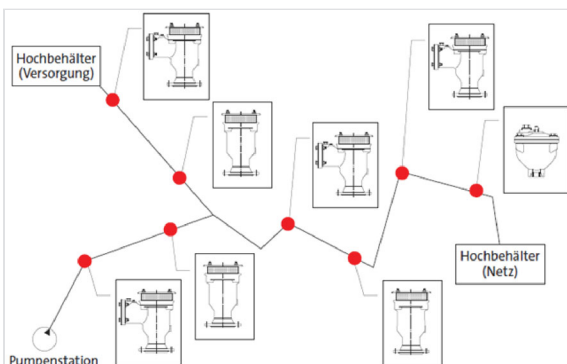 Hochbehälter
(Versorgung)
Hochbehälter
(Netz)
Pumpenstation